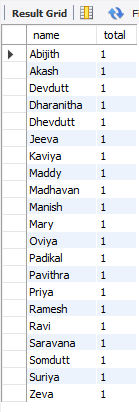 Result Grid F
name total
Abijith 1
Akash 1
Devdutt 1
Dharanitha 1
Dhevdutt 1
Jeeva 1
Kaviya 1
Maddy 1
Madhavan 1
Manish 1
Mary 1
Oviya 1
Padikal 1
Pavithra 1
Priya 1
Ramesh 1
Ravi 1
Saravana 1
Somdutt 1
Suriya 1
Zeva 1